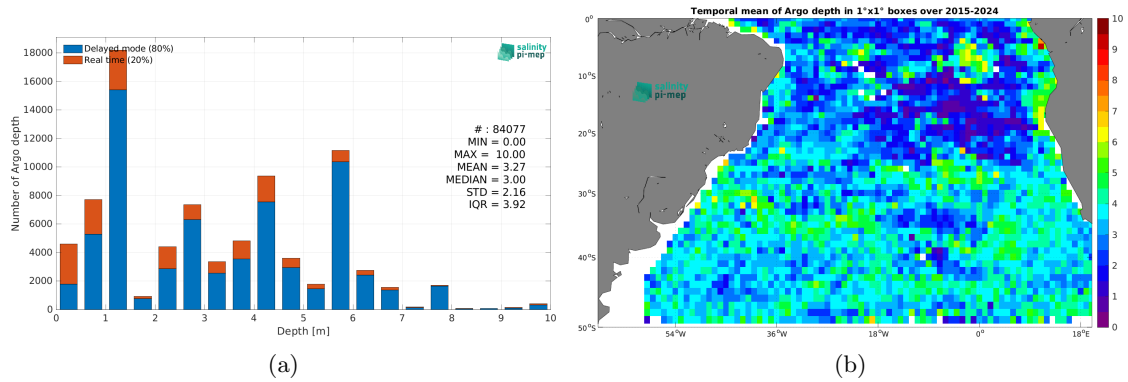 18000
16000
14000
12000
10000
8000
6000
4000
2000
0
Number of Argo depth
Delayed mode (80%)
Real time (20%)
salinity
pi-mep
# : 84077
MIN = 0.00
MAX = 10.00
MEAN = 3.27
MEDIAN = 3.00
STD = 2.16
IQR = 3.92
0 1 2 3 4 5 6 7 8 9 10
Depth [m]
(a)
Temporal mean of Argo depth in 1°x1° boxes over 2015-2024
0°
10°S
20°S
30°S
40°S
50°S
salinity
pi-mep
54°W 36°W 18°W 0° 18°E
10
9
8
7
6
5
4
3
2
1
0
(b)